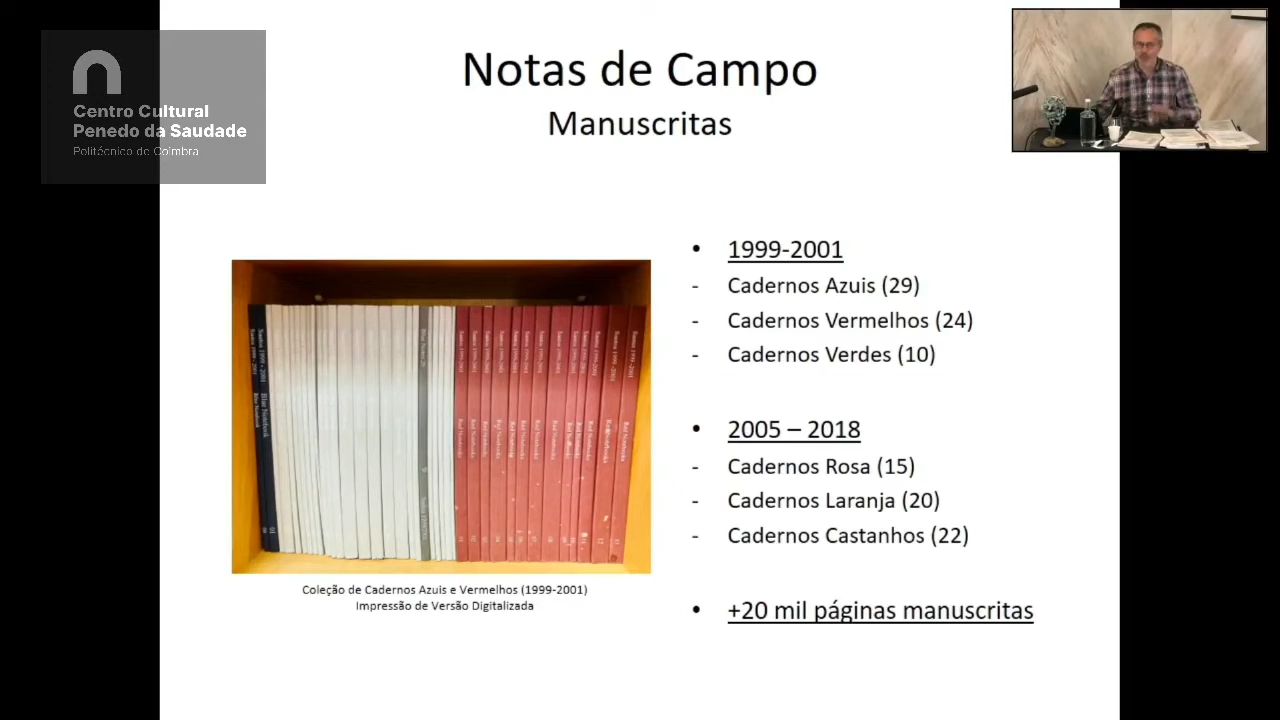 Centro Cultural
Penedo da Saudade
Politécnico de Coimbra
Notas de Campo
Manuscritas
• 1999-2001
- Cadernos Azuis (29)
- Cadernos Vermelhos (24)
- Cadernos Verdes (10)
• 2005 – 2018
- Cadernos Rosa (15)
- Cadernos Laranja (20)
- Cadernos Castanhos (22)
• +20 mil páginas manuscritas
Coleção de Cadernos Azuis e Vermelhos (1999-2001)
Impressão de Versão Digitalizada